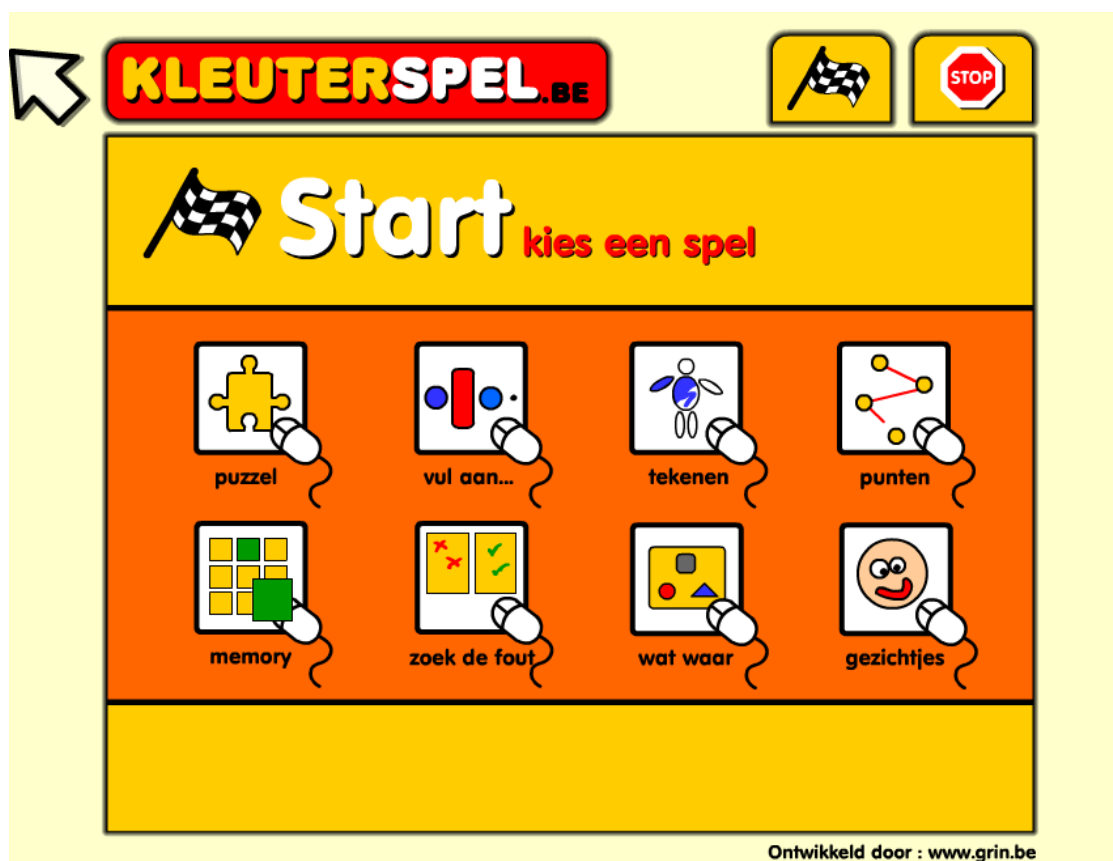 KLEUTERSPEL.BE
STOP
Start kies een spel
puzzel
vul aan...
tekenen
punten
memory
zoek de fout
wat waar
gezichtjes
Ontwikkeld door : www.grin.be